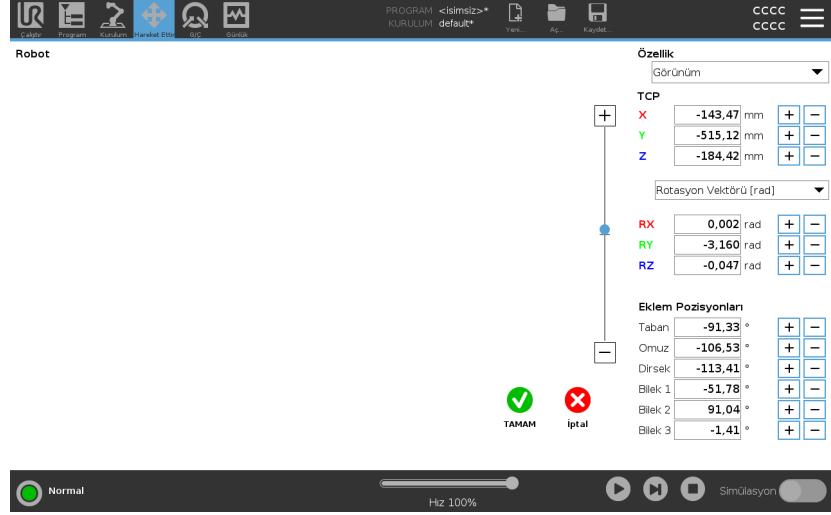 PROGRAM <isimsiz>*
KURULUM default*
CCCC
CCCC
Çalıştır Program Kurulum Hareket Ettir G/Ç Günlük Yeni... Aç... Kaydet...
Robot
Özellik
Görünüm
TCP
X -143,47 mm + −
Y -515,12 mm + −
Z -184,42 mm + −
Rotasyon Vektörü [rad]
RX 0,002 rad + −
RY -3,160 rad + −
RZ -0,047 rad + −
Eklem Pozisyonları
Taban -91,33 ° + −
Omuz -106,53 ° + −
Dirsek -113,41 ° + −
Bilek 1 -51,78 ° + −
Bilek 2 91,04 ° + −
Bilek 3 -1,41 ° + −
TAMAM İptal
Normal
Hız 100%
Simülasyon